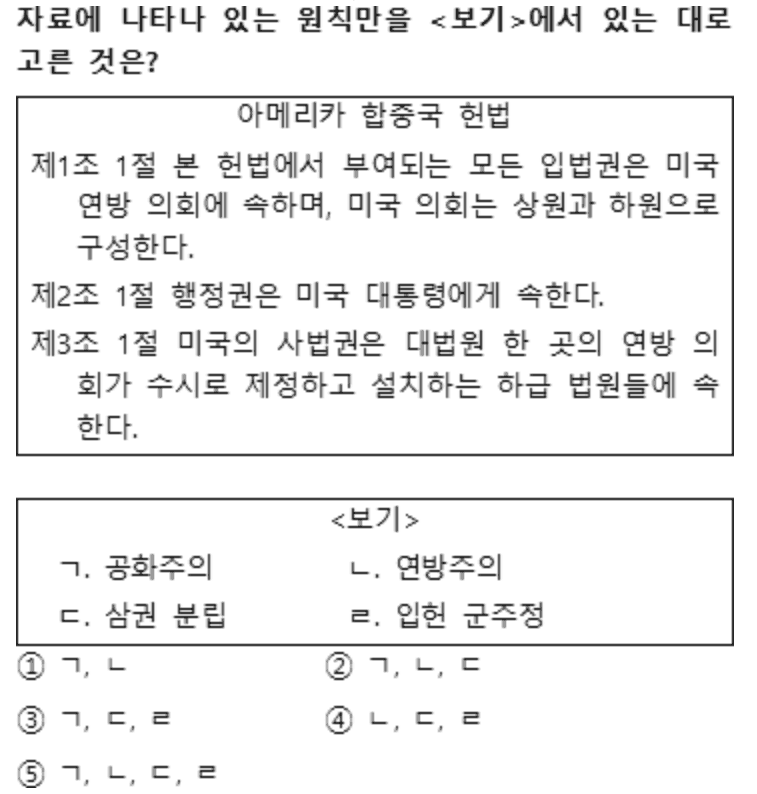 자료에 나타나 있는 원칙만을 <보기>에서 있는 대로
고른 것은?
아메리카 합중국 헌법
제1조 1절 본 헌법에서 부여되는 모든 입법권은 미국
연방 의회에 속하며, 미국 의회는 상원과 하원으로
구성한다.
제2조 1절 행정권은 미국 대통령에게 속한다.
제3조 1절 미국의 사법권은 대법원 한 곳의 연방 의
회가 수시로 제정하고 설치하는 하급 법원들에 속
한다.
<보기>
ㄱ. 공화주의 ㄴ. 연방주의
ㄷ. 삼권 분립 ㄹ. 입헌 군주정
① ㄱ, ㄴ ② ㄱ, ㄴ, ㄷ
③ ㄱ, ㄷ, ㄹ ④ ㄴ, ㄷ, ㄹ
⑤ ㄱ, ㄴ, ㄷ, ㄹ